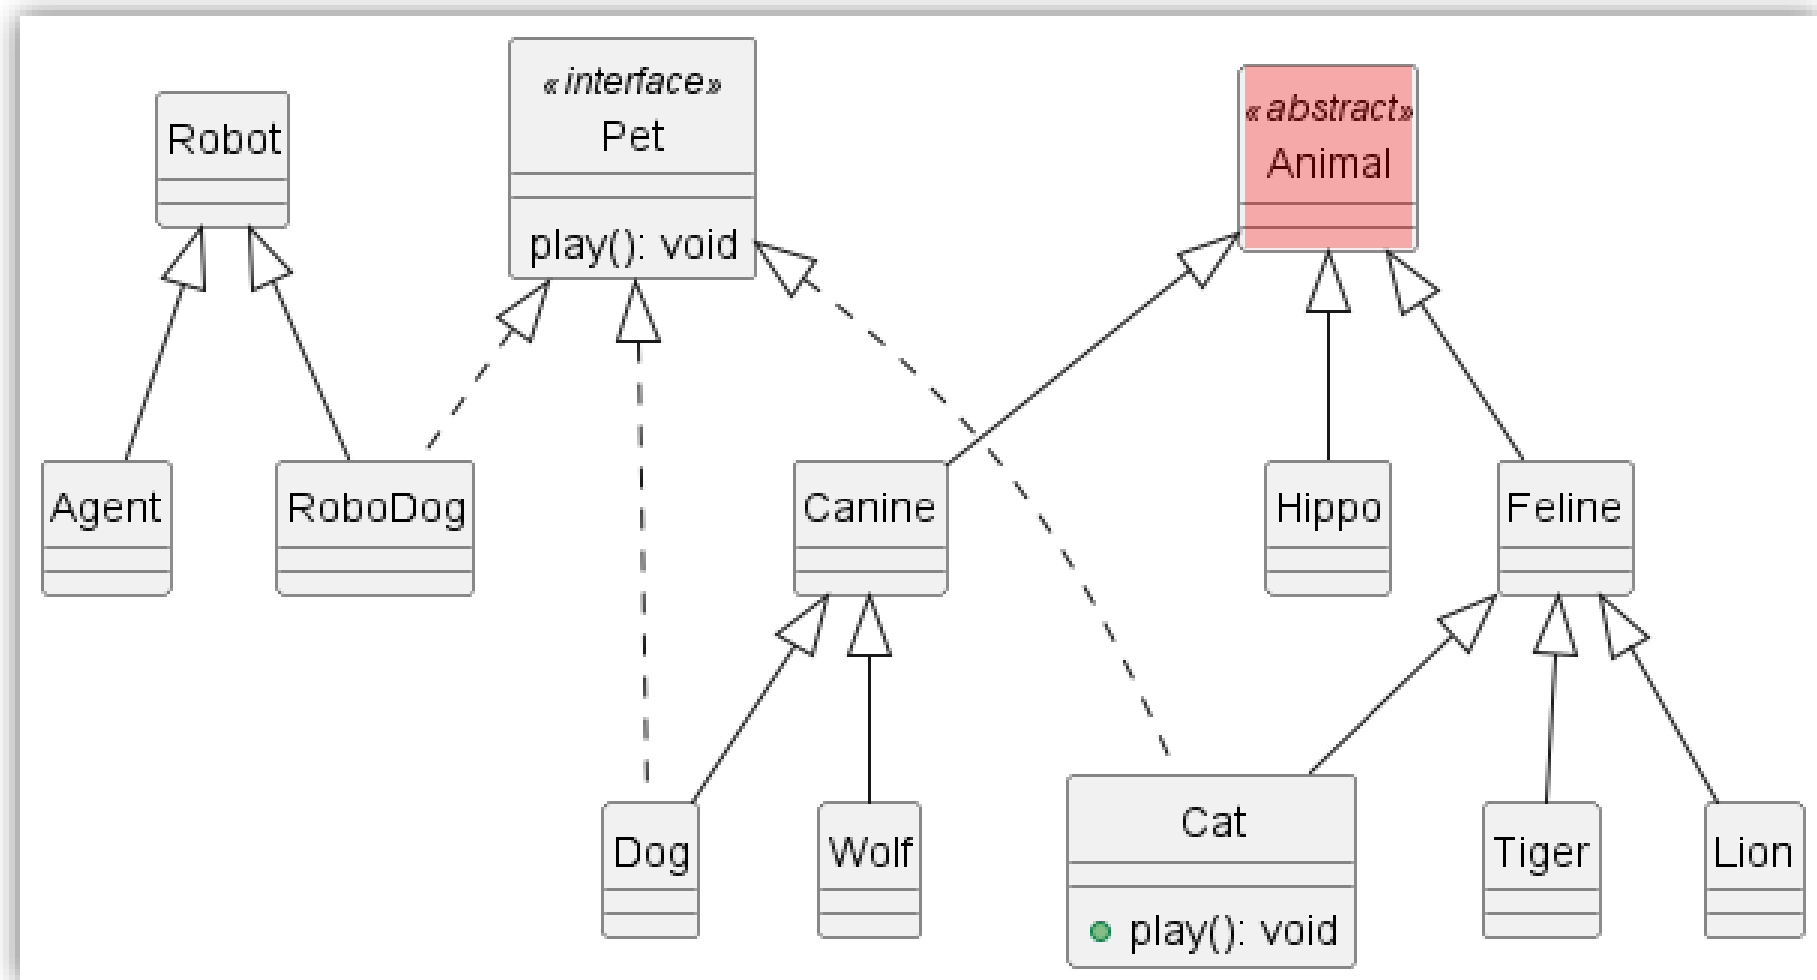 Robot
«interface»
Pet
play(): void
«abstract»
Animal
Agent
RoboDog
Canine
Hippo
Feline
Dog
Wolf
Cat
play(): void
Tiger
Lion